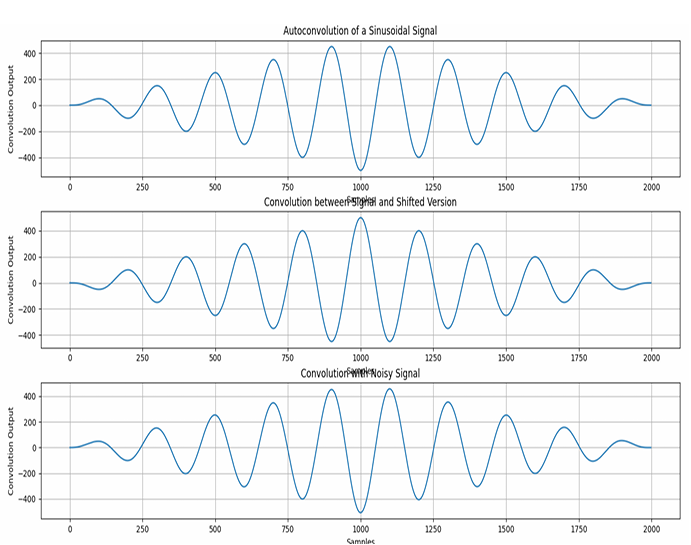 Autoconvolution of a Sinusoidal Signal
Convolution Output
400
200
0
−200
−400
0 250 500 750 1000 1250 1500 1750 2000
Samples
Convolution between Signal and Shifted Version
Convolution Output
400
200
0
−200
−400
0 250 500 750 1000 1250 1500 1750 2000
Samples
Convolution with Noisy Signal
Convolution Output
400
200
0
−200
−400
0 250 500 750 1000 1250 1500 1750 2000
Samples